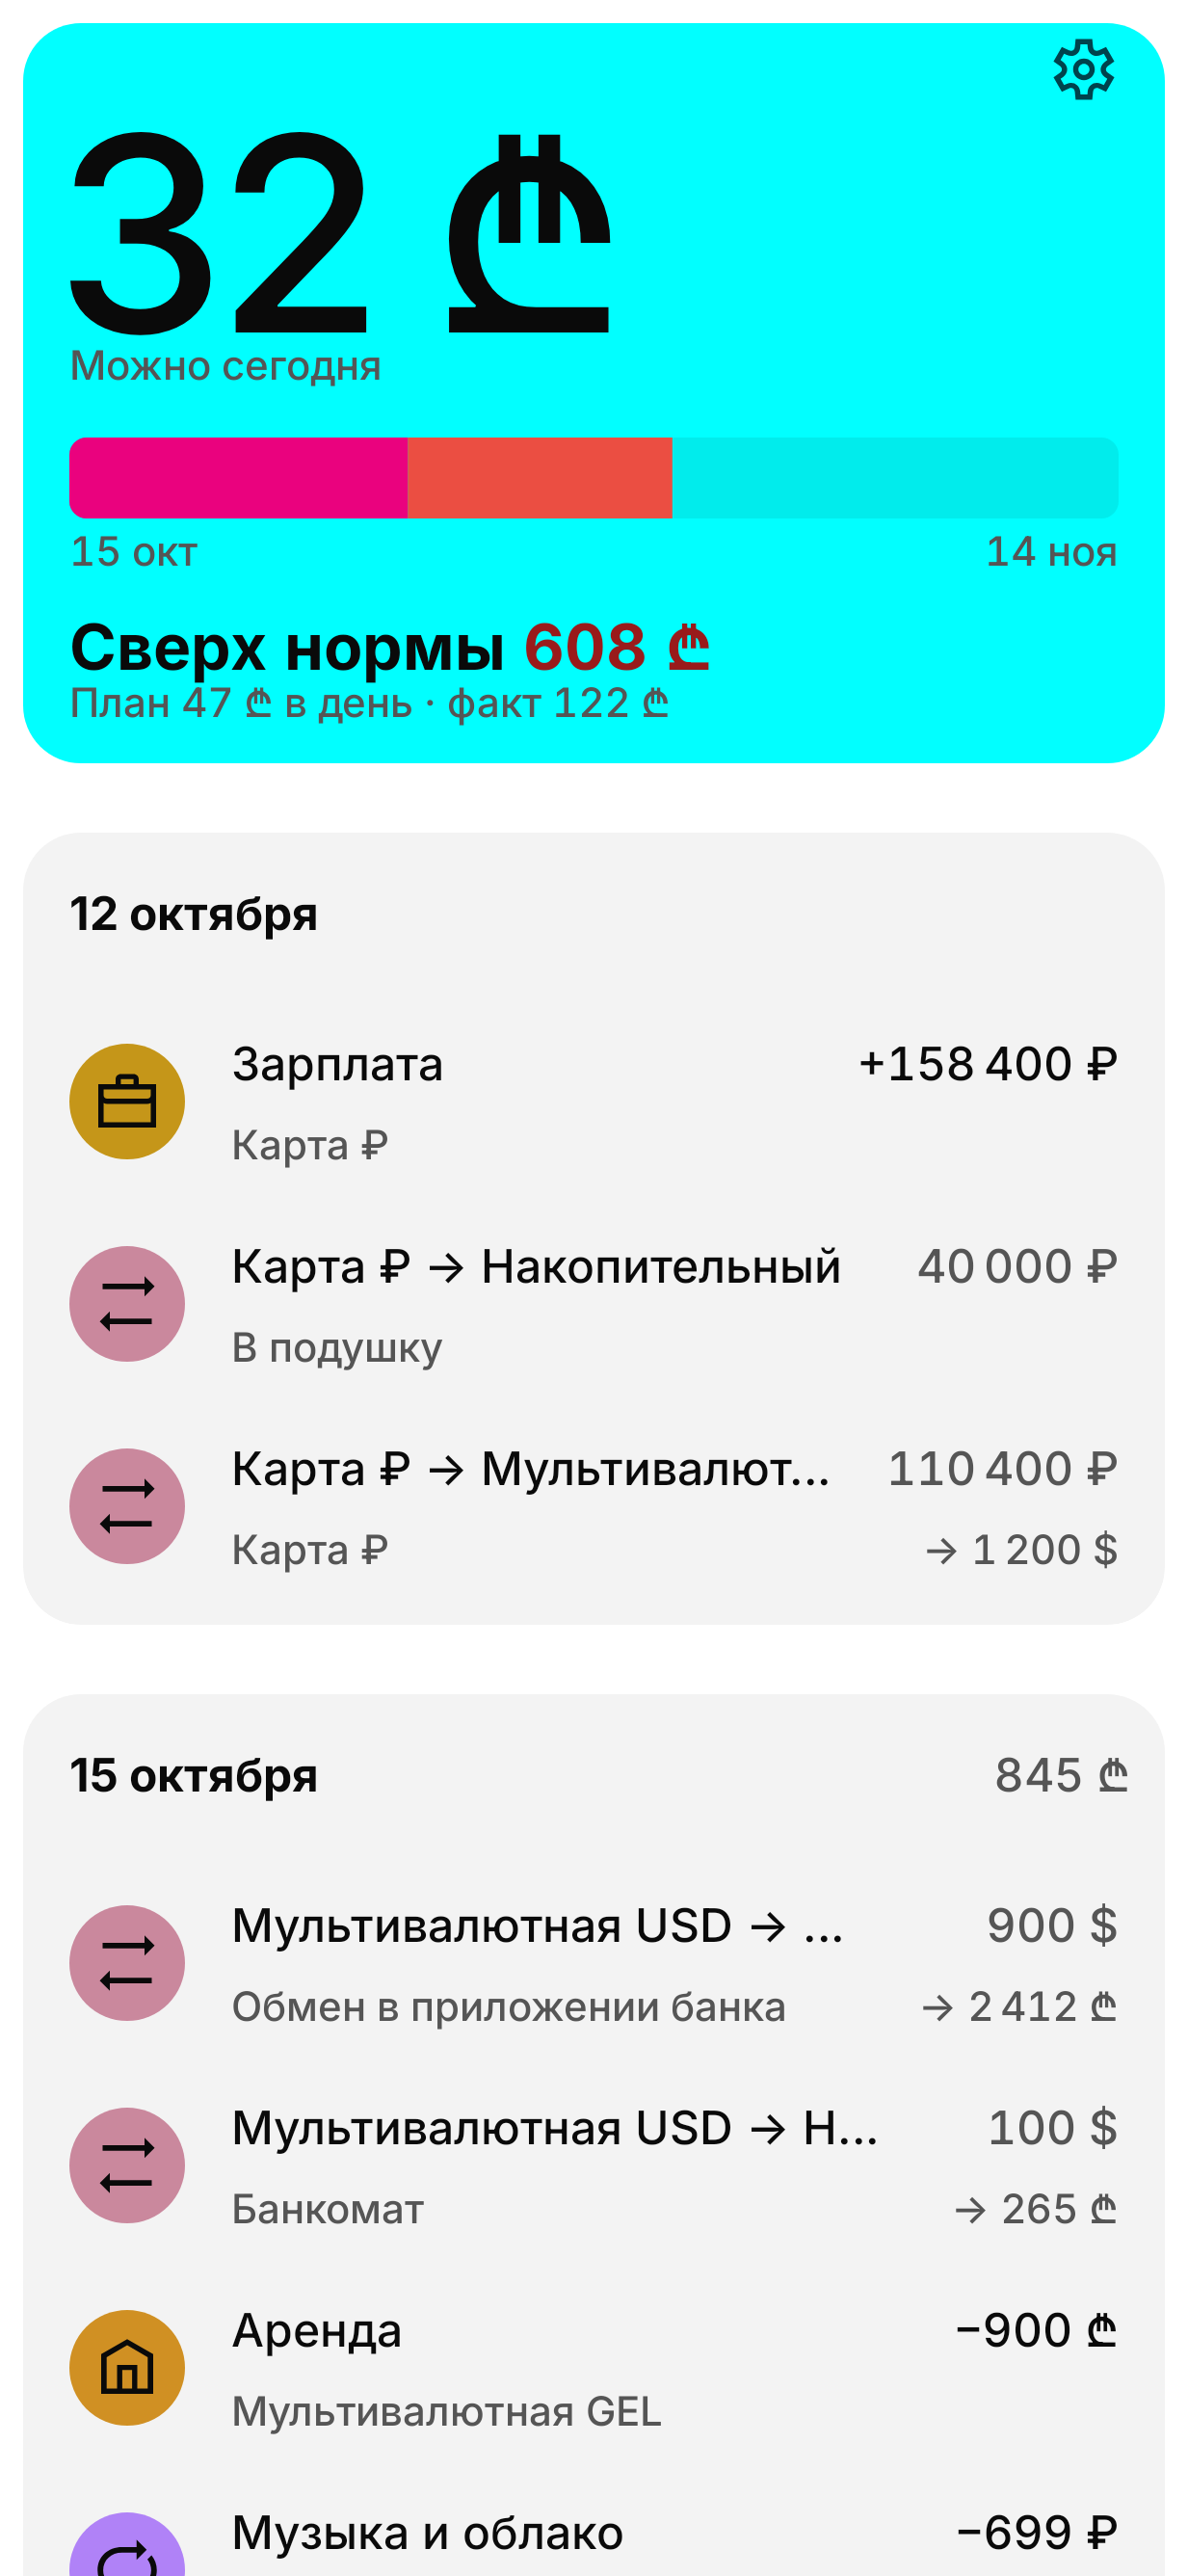 32 ₾
Можно сегодня
15 окт
14 ноя
Сверх нормы 608 ₾
План 47 ₾ в день · факт 122 ₾
12 октября
Зарплата
+158 400 ₽
Карта ₽
Карта ₽ → Накопительный
40 000 ₽
В подушку
Карта ₽ → Мультивалют...
110 400 ₽
Карта ₽
→ 1 200 $
15 октября
845 ₾
Мультивалютная USD → ...
900 $
Обмен в приложении банка
→ 2 412 ₾
Мультивалютная USD → Н...
100 $
Банкомат
→ 265 ₾
Аренда
−900 ₾
Мультивалютная GEL
Музыка и облако
−699 ₽